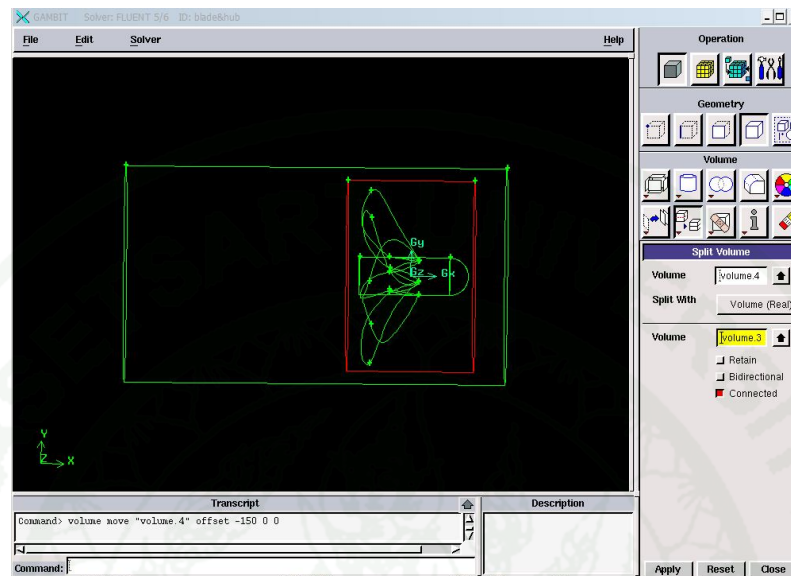 GAMBIT Solver: FLUENT 5/6 ID: blade&hub
File Edit Solver Help
Operation
Geometry
Volume
Split Volume
Volume volume.4
Split With Volume (Real)
Volume volume.3
Retain
Bidirectional
Connected
Gy
Gz Gx
Y
Z X
Transcript
Description
Command> volume move "volume.4" offset -150 0 0
Command:
Apply Reset Close